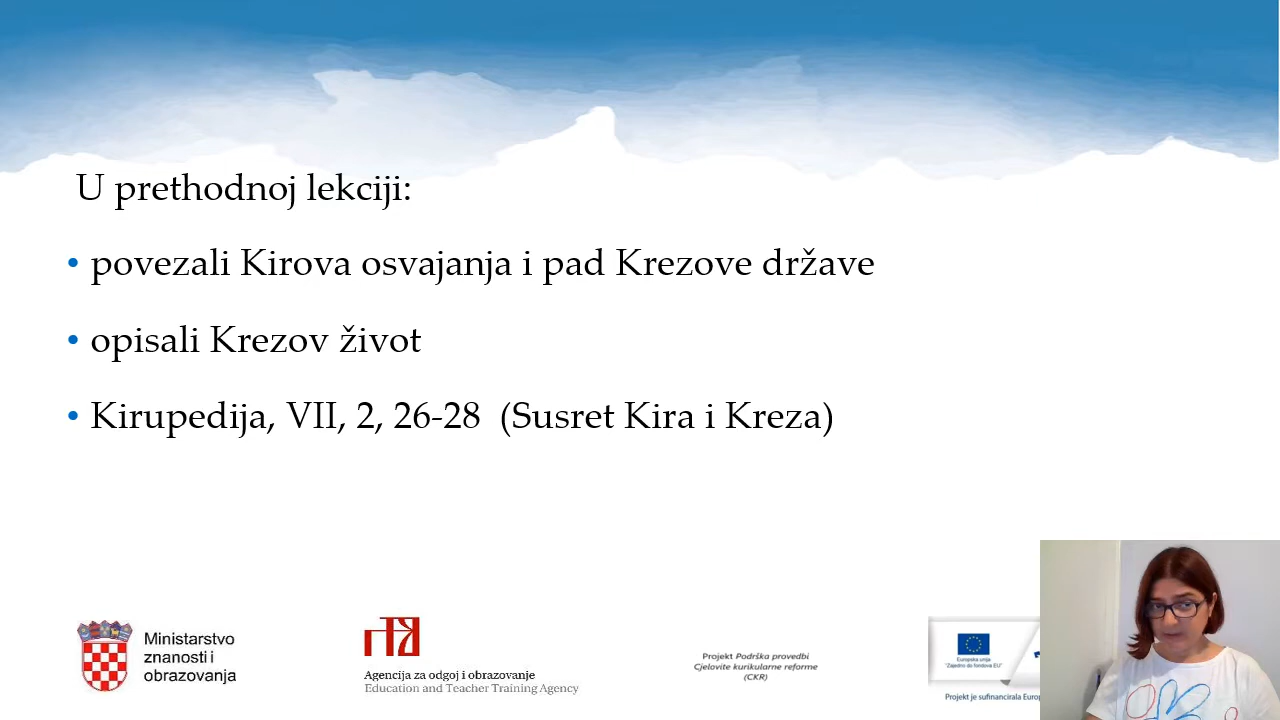 U prethodnoj lekciji:
• povezali Kirova osvajanja i pad Krezove države
• opisali Krezov život
• Kirupedija, VII, 2, 26-28 (Susret Kira i Kreza)
Ministarstvo
znanosti i
obrazovanja
Agencija za odgoj i obrazovanje
Education and Teacher Training Agency
Projekt Podrška provedbi
Cjelovite kurikularne reforme
(CKR)
Europska unija
"Zajedno do fondova EU"
Projekt je sufinancirala Europ